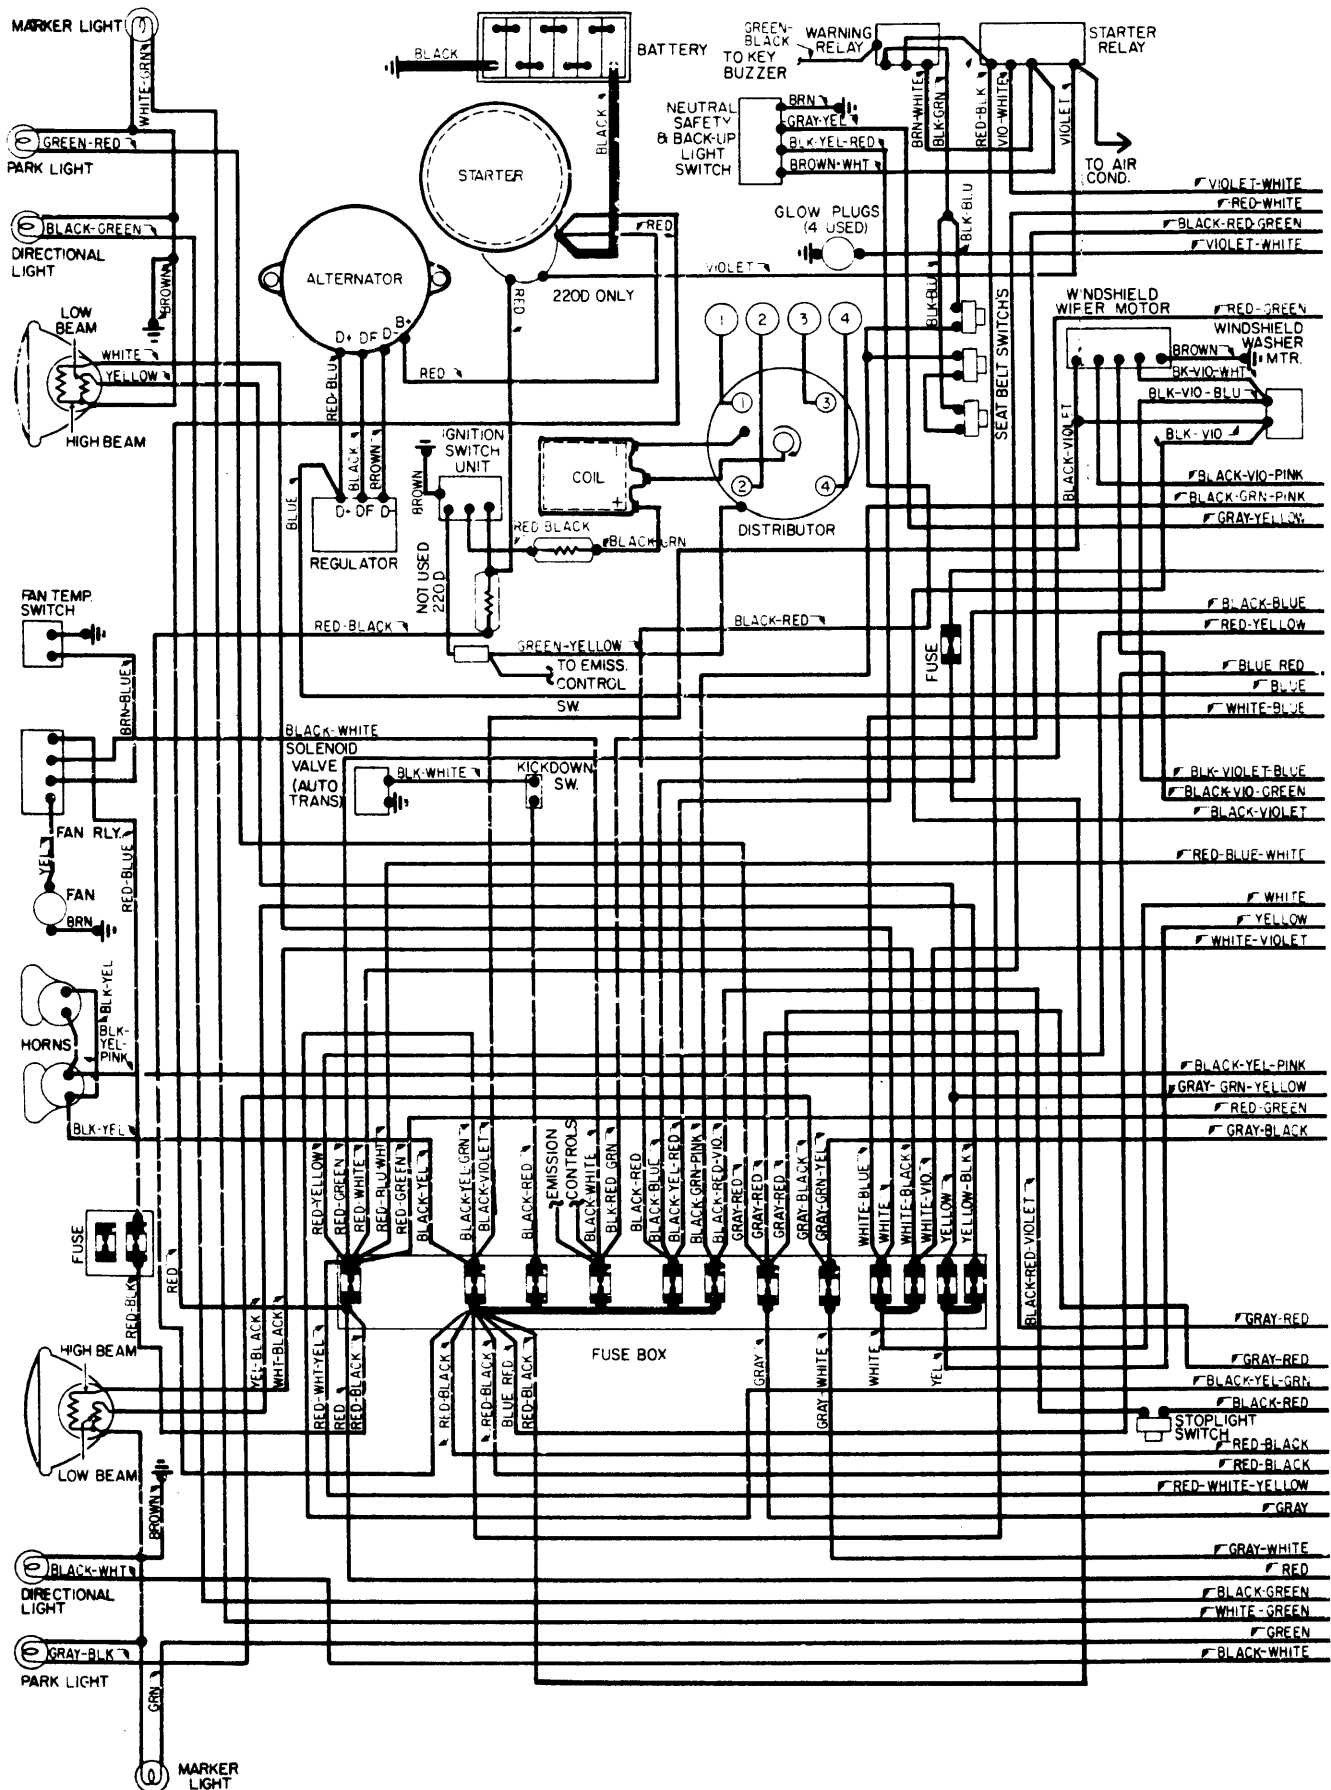 MARKER LIGHT
WHITE-GRN
GREEN-RED
PARK LIGHT
BLACK-GREEN
DIRECTIONAL
LIGHT
BROWN
LOW
BEAM
WHITE
YELLOW
HIGH BEAM
BLACK
BATTERY
BLACK
STARTER
RED
ALTERNATOR
D+ DF D- B+
RED
220D ONLY
RED
VIOLET
RED-BLU
BLACK
BROWN
BLUE
D+ DF D-
REGULATOR
IGNITION
SWITCH
UNIT
BROWN
NOT USED
220 D
COIL
- +
RED BLACK
BLACK-GRN
1 2 3 4
1 3
2 4
DISTRIBUTOR
GREEN-
BLACK
TO KEY
BUZZER
WARNING
RELAY
STARTER
RELAY
NEUTRAL
SAFETY
& BACK-UP
LIGHT
SWITCH
BRN
GRAY-YEL
BLK-YEL-RED
BROWN-WHT
BRN-WHITE
BLK-GRN
RED-BLK
VIO-WHITE
VIOLET
TO AIR
COND.
GLOW PLUGS
(4 USED)
BLK-BLU
BLK-BLU
SEAT BELT SWITCH'S
VIOLET-WHITE
RED-WHITE
BLACK-RED-GREEN
VIOLET-WHITE
WINDSHIELD
WIPER MOTOR
RED-GREEN
WINDSHIELD
WASHER
MTR.
BROWN
BK-VIO-WHT
BLK-VIO-BLU
BLK-VIO
BLACK-VIOLET
BLACK-VIO-PINK
BLACK-GRN-PINK
GRAY-YELLOW
FAN TEMP.
SWITCH
RED-BLACK
GREEN-YELLOW
TO EMISS.
CONTROL
SW.
BLACK-RED
FUSE
BLACK-BLUE
RED-YELLOW
BLUE RED
BLUE
WHITE-BLUE
BRN-BLUE
BLACK-WHITE
SOLENOID
VALVE
(AUTO
TRANS)
BLK-WHITE
KICKDOWN
SW.
BLK-VIOLET-BLUE
BLACK-VIO-GREEN
BLACK-VIOLET
FAN RLY.
YEL
RED-BLUE
FAN
BRN
RED-BLUE-WHITE
WHITE
YELLOW
WHITE-VIOLET
BLK-YEL
HORNS
BLK-
YEL-
PINK
BLK-YEL
BLACK-YEL-PINK
GRAY-GRN-YELLOW
RED-GREEN
GRAY-BLACK
RED-YELLOW
RED-GREEN
RED-WHITE
RED-BLU-WHT
RED-GREEN
BLACK-YEL
BLACK-YEL-GRN
BLACK-VIOLET
BLACK-RED
EMISSION
CONTROLS
BLACK-WHITE
BLK-RED GRN
BLACK-RED
BLACK-BLUE
BLACK-YEL-RED
BLACK-GRN-PINK
BLACK-RED-VIO.
GRAY-RED
GRAY-RED
GRAY-RED
GRAY-BLACK
GRAY-GRN-YEL
WHITE-BLUE
WHITE
WHITE-BLACK
WHITE-VIO.
YELLOW
YELLOW-BLK
BLACK-RED-VIOLET
FUSE
RED
RED-BLK
YEL-BLACK
WHT-BLACK
RED-WHT-YEL
RED
RED-BLACK
RED-BLACK
RED-BLACK
BLUE RED
RED-BLACK
FUSE BOX
GRAY
GRAY-WHITE
WHITE
YEL
GRAY-RED
GRAY-RED
BLACK-YEL-GRN
BLACK-RED
STOPLIGHT
SWITCH
RED-BLACK
RED-BLACK
RED-WHITE-YELLOW
GRAY
GRAY-WHITE
RED
BLACK-GREEN
WHITE-GREEN
GREEN
BLACK-WHITE
HIGH BEAM
LOW BEAM
BROWN
BLACK-WHT
DIRECTIONAL
LIGHT
GRAY-BLK
PARK LIGHT
GRN
MARKER
LIGHT